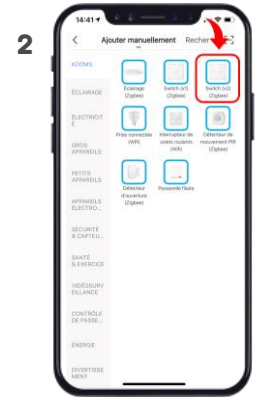 2
14:41
Ajouter manuellement Recher
ROOMS
ÉCLAIRAGE
ÉLECTRICIT
É
GROS
APPAREILS
PETITS
APPAREILS
APPAREILS
ÉLECTRO...
SÉCURITÉ
& CAPTEU...
SANTÉ
& EXERCICE
VIDÉOSURV
EILLANCE
CONTRÔLE
DE PASSE...
ÉNERGIE
DIVERTISSE
MENT
Éclairage
(Zigbee)
Switch (x1)
(Zigbee)
Switch (x2)
(Zigbee)
Prise connectée
(Wifi)
Interrupteur de
volets roulants
(Wifi)
Détecteur de
mouvement PIR
(Zigbee)
Détecteur
d'ouverture
(Zigbee)
Passerelle filaire